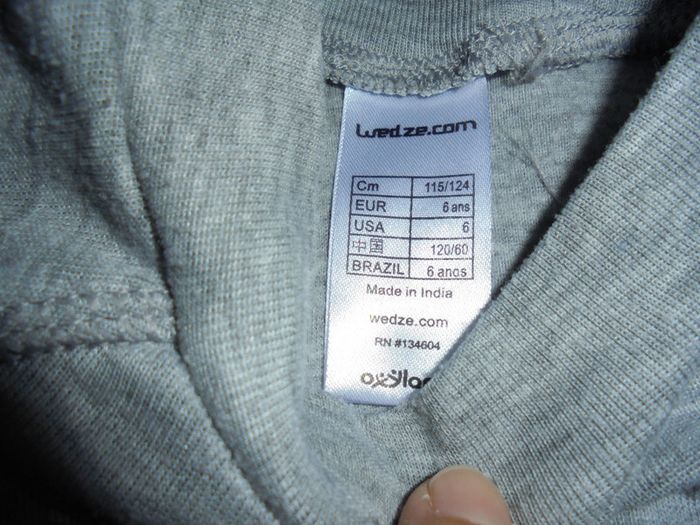 wedze.com
Cm 115/124
EUR 6 ans
USA 6
中国 120/60
BRAZIL 6 anos
Made in India
wedze.com
RN #134604